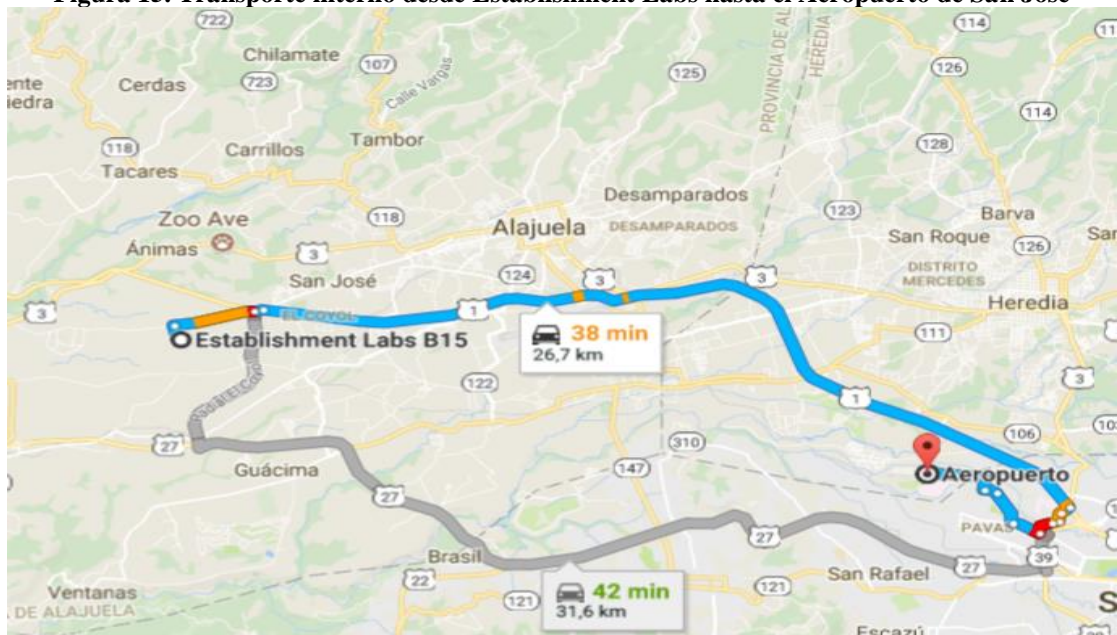 Figura 15: Transporte interno desde Establishment Labs hasta el Aeropuerto de San José
722
Chilamate
114
107
126
Cerdas
723
Calle Vargas
125
PROVINCIA DE AL
HEREDIA
114
118
Carrillos
Tambor
128
Tacares
Desamparados
Zoo Ave
118
Alajuela
DESAMPARADOS
123
Barva
Ánimas
3
San Roque
126
San José
124
3
3
DISTRITO
MERCEDES
Heredia
3
EL COYOL
1
Establishment Labs B15
38 min
26,7 km
111
122
3
1
27
310
106
Guácima
147
Aeropuerto
27
PAVAS
27
Brasil
39
22
42 min
31,6 km
San Rafael
27
Ventanas
121
121
A DE ALAJUELA
Escazú